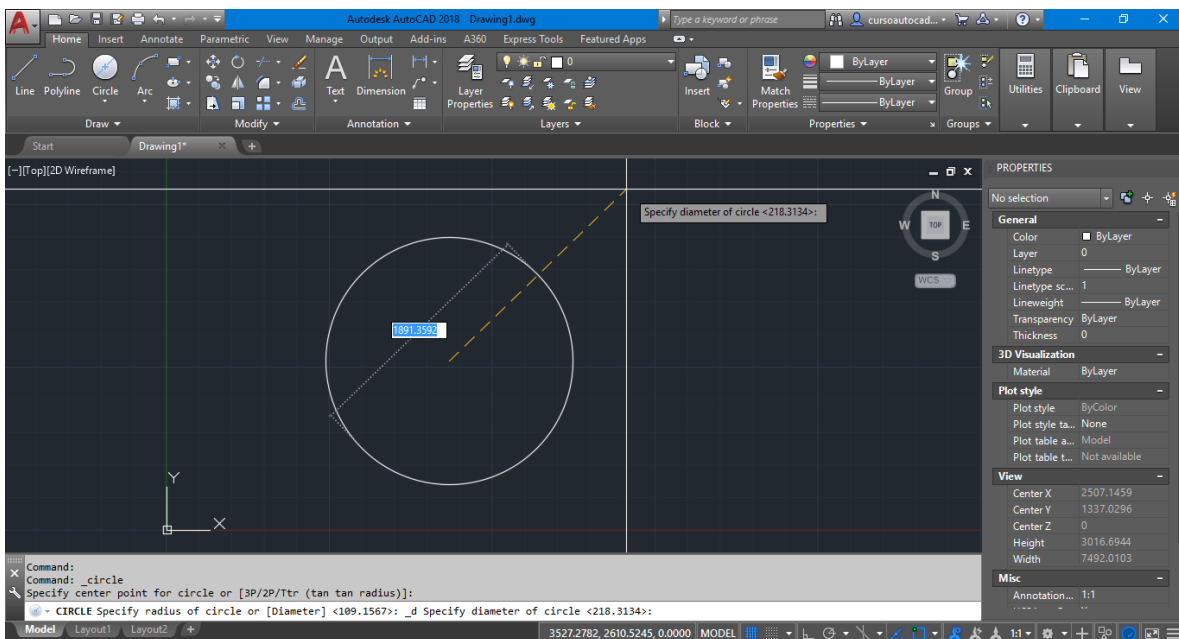 A Autodesk AutoCAD 2018 Drawing1.dwg Type a keyword or phrase cursoautocad...
Home Insert Annotate Parametric View Manage Output Add-ins A360 Express Tools Featured Apps
0 ByLayer
Line Polyline Circle Arc Text Dimension Layer Properties Insert Match Properties ByLayer Group Utilities Clipboard View
ByLayer
Draw Modify Annotation Layers Block Properties Groups
Start Drawing1* +
[–][Top][2D Wireframe] PROPERTIES
N
No selection
Specify diameter of circle <218.3134>:
W TOP E
S
WCS
1891.3592
Y
X
General
Color ByLayer
Layer 0
Linetype ByLayer
Linetype sc... 1
Lineweight ByLayer
Transparency ByLayer
Thickness 0
3D Visualization
Material ByLayer
Plot style
Plot style ByColor
Plot style ta... None
Plot table a... Model
Plot table t... Not available
View
Center X 2507.1459
Center Y 1337.0296
Center Z 0
Height 3016.6944
Width 7492.0103
Misc
Annotation... 1:1
Command:
Command: _circle
Specify center point for circle or [3P/2P/Ttr (tan tan radius)]:
CIRCLE Specify radius of circle or [Diameter] <109.1567>: _d Specify diameter of circle <218.3134>:
Model Layout1 Layout2 + 3527.2782, 2610.5245, 0.0000 MODEL 1:1